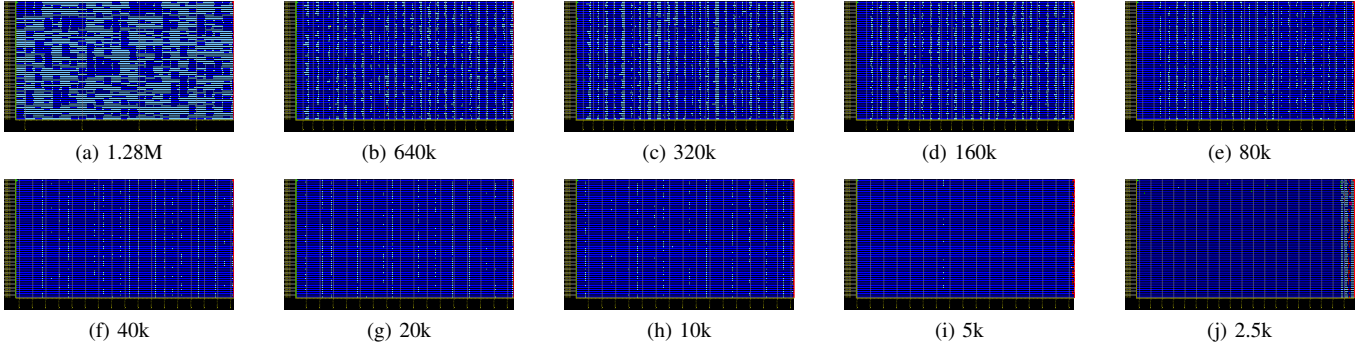 (a) 1.28M
(b) 640k
(c) 320k
(d) 160k
(e) 80k
(f) 40k
(g) 20k
(h) 10k
(i) 5k
(j) 2.5k